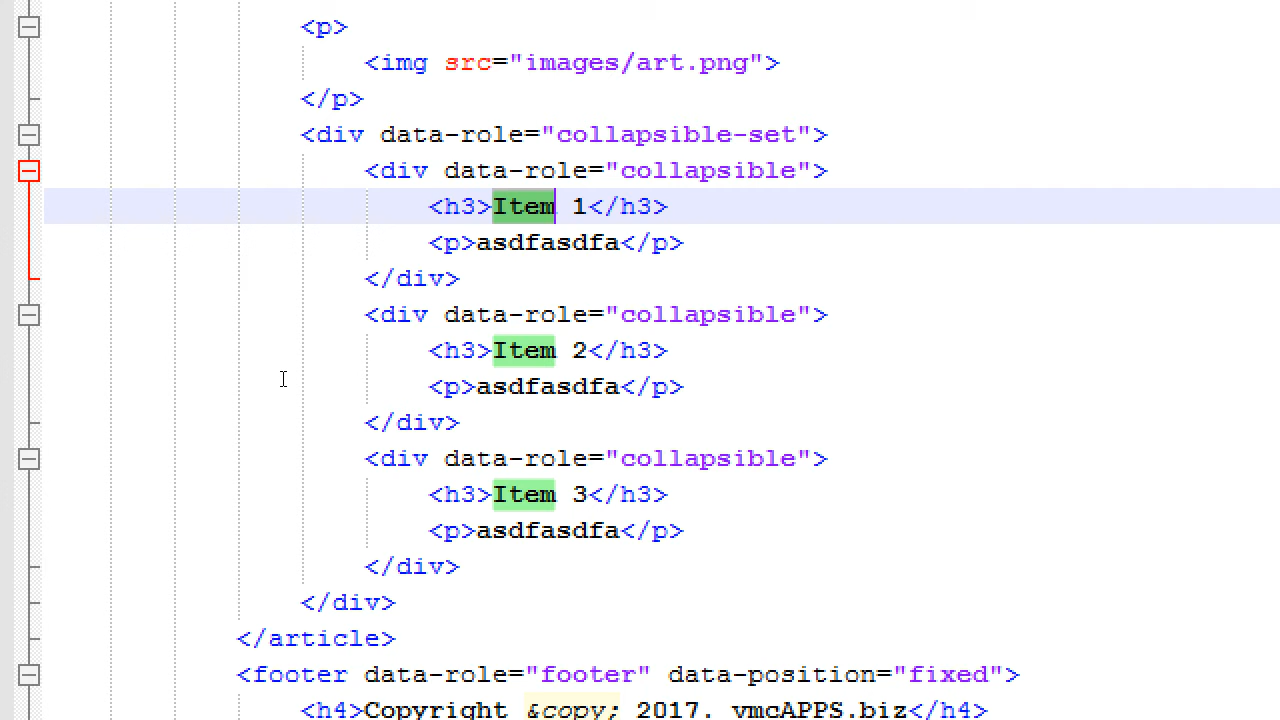 <p>
<img src="images/art.png">
</p>
<div data-role="collapsible-set">
<div data-role="collapsible">
<h3>Item 1</h3>
<p>asdfasdfa</p>
</div>
<div data-role="collapsible">
<h3>Item 2</h3>
<p>asdfasdfa</p>
</div>
<div data-role="collapsible">
<h3>Item 3</h3>
<p>asdfasdfa</p>
</div>
</div>
</article>
<footer data-role="footer" data-position="fixed">
<h4>Copyright &copy; 2017. vmcAPPS.biz</h4>